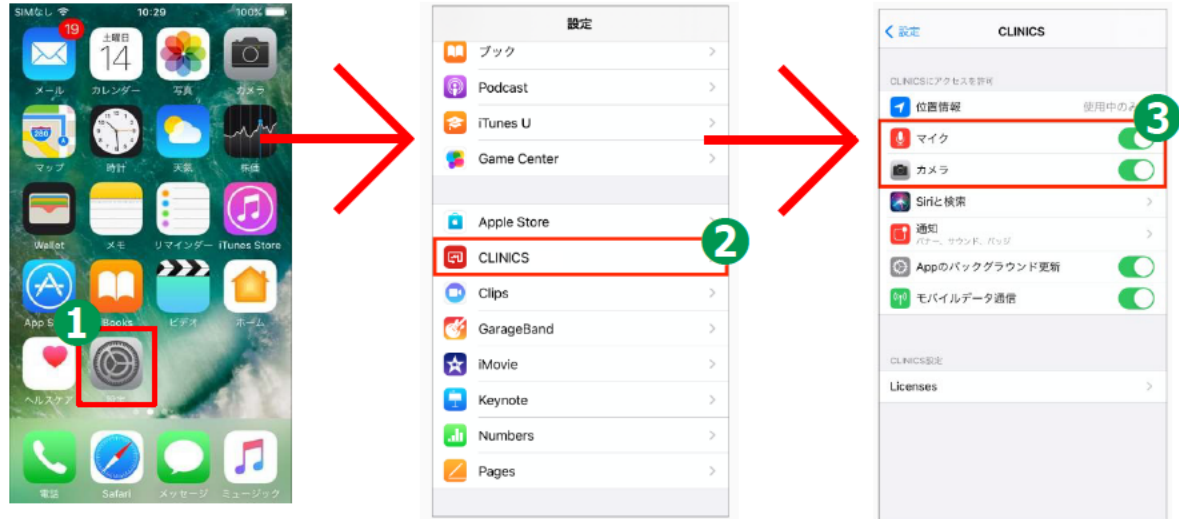 SIMなし 10:29 100%
19
土曜日
14
メール カレンダー 写真 カメラ
280
マップ 時計 天気 株価
Wallet メモ リマインダー iTunes Store
App S iBooks ビデオ ホーム
1
ヘルスケア 設定
電話 Safari メッセージ ミュージック
設定
ブック
Podcast
iTunes U
Game Center
Apple Store
2
CLINICS
Clips
GarageBand
iMovie
Keynote
Numbers
Pages
設定 CLINICS
CLINICSにアクセスを許可
位置情報 使用中のみ
3
マイク
カメラ
Siriと検索
通知
バナー、サウンド、バッジ
Appのバックグラウンド更新
モバイルデータ通信
CLINICS設定
Licenses